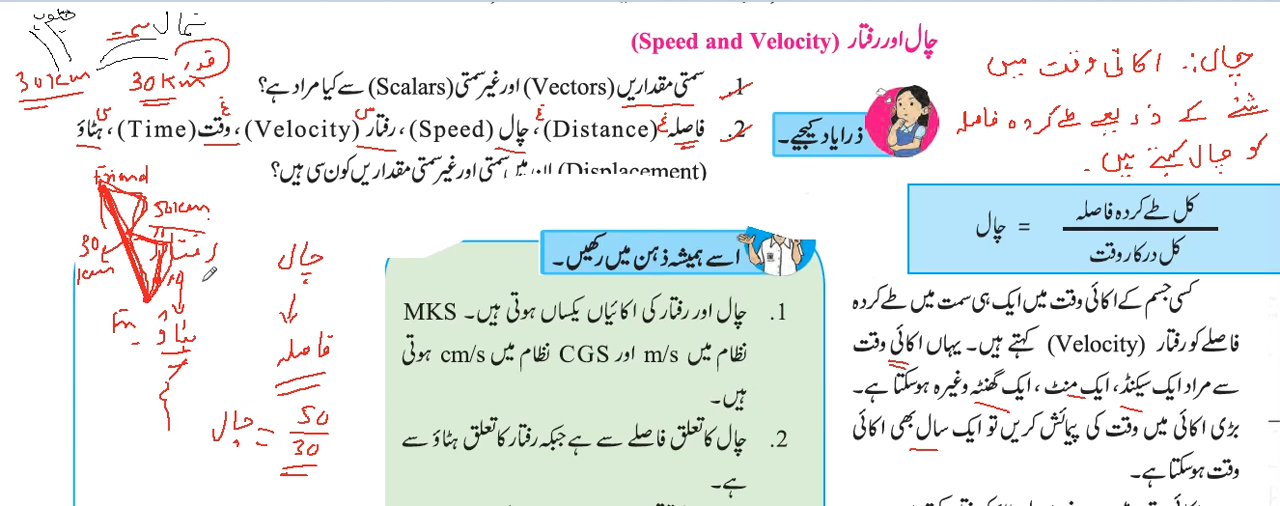 چال اور رفتار (Speed and Velocity)
جنوب
شمال سمت
قدر
30km
30Km
.1 سمتی مقداریں (Vectors) اور غیر سمتی (Scalars) سے کیا مراد ہے؟
.2 فاصلہ (Distance)، چال (Speed)، رفتار (Velocity)، وقت (Time)، ہٹاؤ
(Displacement) ان میں سمتی اور غیر سمتی مقداریں کون سی ہیں؟
غ غ س غ س
ذرا یاد کیجیے۔
چال:. اکائی وقت میں
شئے کے ذریعے طے کردہ فاصلہ
کو چال کہتے ہیں۔
چال = کل طے کردہ فاصلہ
کل درکار وقت
کسی جسم کے اکائی وقت میں ایک ہی سمت میں طے کردہ
فاصلے کو رفتار (Velocity) کہتے ہیں۔ یہاں اکائی وقت
سے مراد ایک سیکنڈ، ایک منٹ، ایک گھنٹہ وغیرہ ہوسکتا ہے۔
بڑی اکائی میں وقت کی پیمائش کریں تو ایک سال بھی اکائی
وقت ہوسکتا ہے۔
اسے ہمیشہ ذہن میں رکھیں۔
.1 چال اور رفتار کی اکائیاں یکساں ہوتی ہیں۔ MKS
نظام میں m/s اور CGS نظام میں cm/s ہوتی
ہیں۔
.2 چال کا تعلق فاصلے سے ہے جبکہ رفتار کا تعلق ہٹاؤ سے
ہے۔
Friend
50km
30
km
رفتار
ہٹاؤ
چال
فاصلہ
چال = 50
30